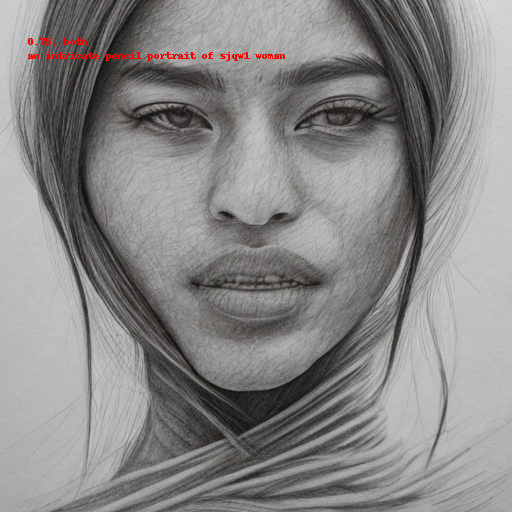 0.75, both
an intricate pencil portrait of sjqw1 woman